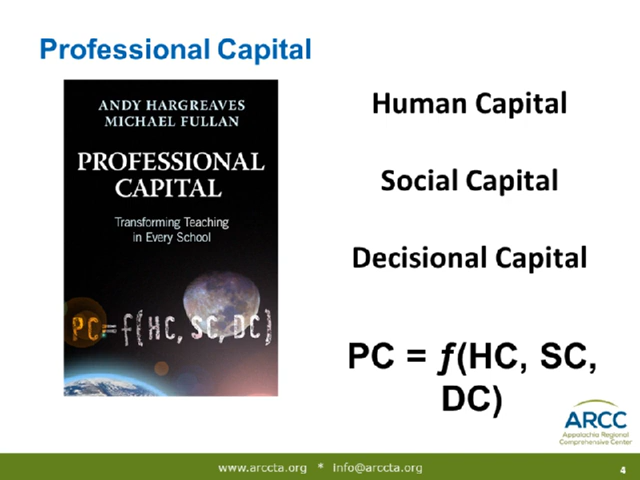 Professional Capital
ANDY HARGREAVES
MICHAEL FULLAN
PROFESSIONAL
CAPITAL
Transforming Teaching
in Every School
PC=f(HC, SC, DC)
Human Capital
Social Capital
Decisional Capital
PC = ƒ(HC, SC,
DC)
ARCC
Appalachia Regional
Comprehensive Center
www.arccta.org * Info@arccta.org
4